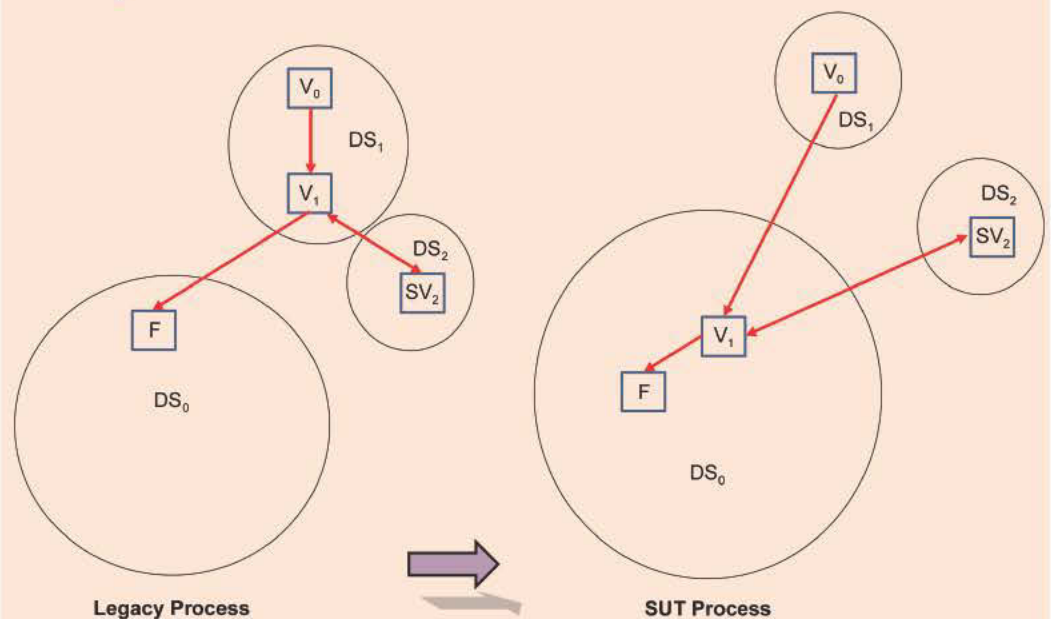 V₀
DS₁
V₁
DS₂
SV₂
F
DS₀
Legacy Process
V₀
DS₁
DS₂
SV₂
V₁
F
DS₀
SUT Process